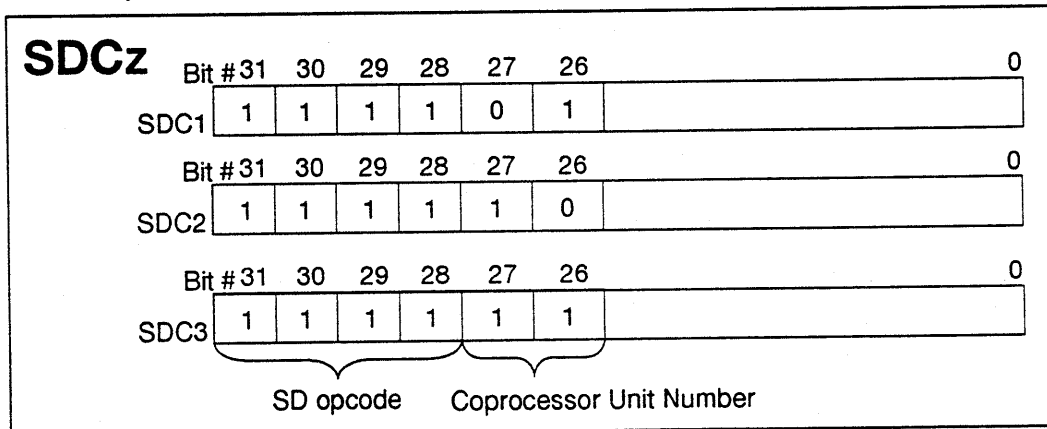 SDCz
Bit # 31 30 29 28 27 26 0
SDC1 1 1 1 1 0 1
Bit # 31 30 29 28 27 26 0
SDC2 1 1 1 1 1 0
Bit # 31 30 29 28 27 26 0
SDC3 1 1 1 1 1 1
SD opcode Coprocessor Unit Number